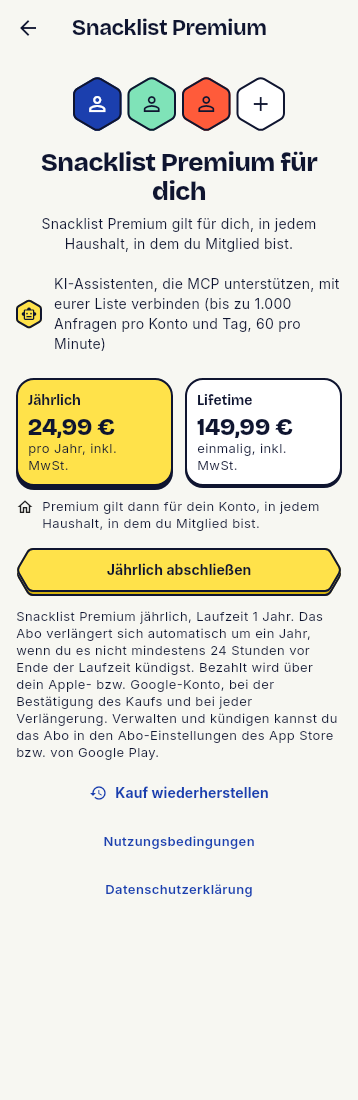 Snacklist Premium
Snacklist Premium für
dich
Snacklist Premium gilt für dich, in jedem
Haushalt, in dem du Mitglied bist.
KI-Assistenten, die MCP unterstützen, mit
eurer Liste verbinden (bis zu 1.000
Anfragen pro Konto und Tag, 60 pro
Minute)
Jährlich
24,99 €
pro Jahr, inkl.
MwSt.
Lifetime
149,99 €
einmalig, inkl.
MwSt.
Premium gilt dann für dein Konto, in jedem
Haushalt, in dem du Mitglied bist.
Jährlich abschließen
Snacklist Premium jährlich, Laufzeit 1 Jahr. Das
Abo verlängert sich automatisch um ein Jahr,
wenn du es nicht mindestens 24 Stunden vor
Ende der Laufzeit kündigst. Bezahlt wird über
dein Apple- bzw. Google-Konto, bei der
Bestätigung des Kaufs und bei jeder
Verlängerung. Verwalten und kündigen kannst du
das Abo in den Abo-Einstellungen des App Store
bzw. von Google Play.
Kauf wiederherstellen
Nutzungsbedingungen
Datenschutzerklärung